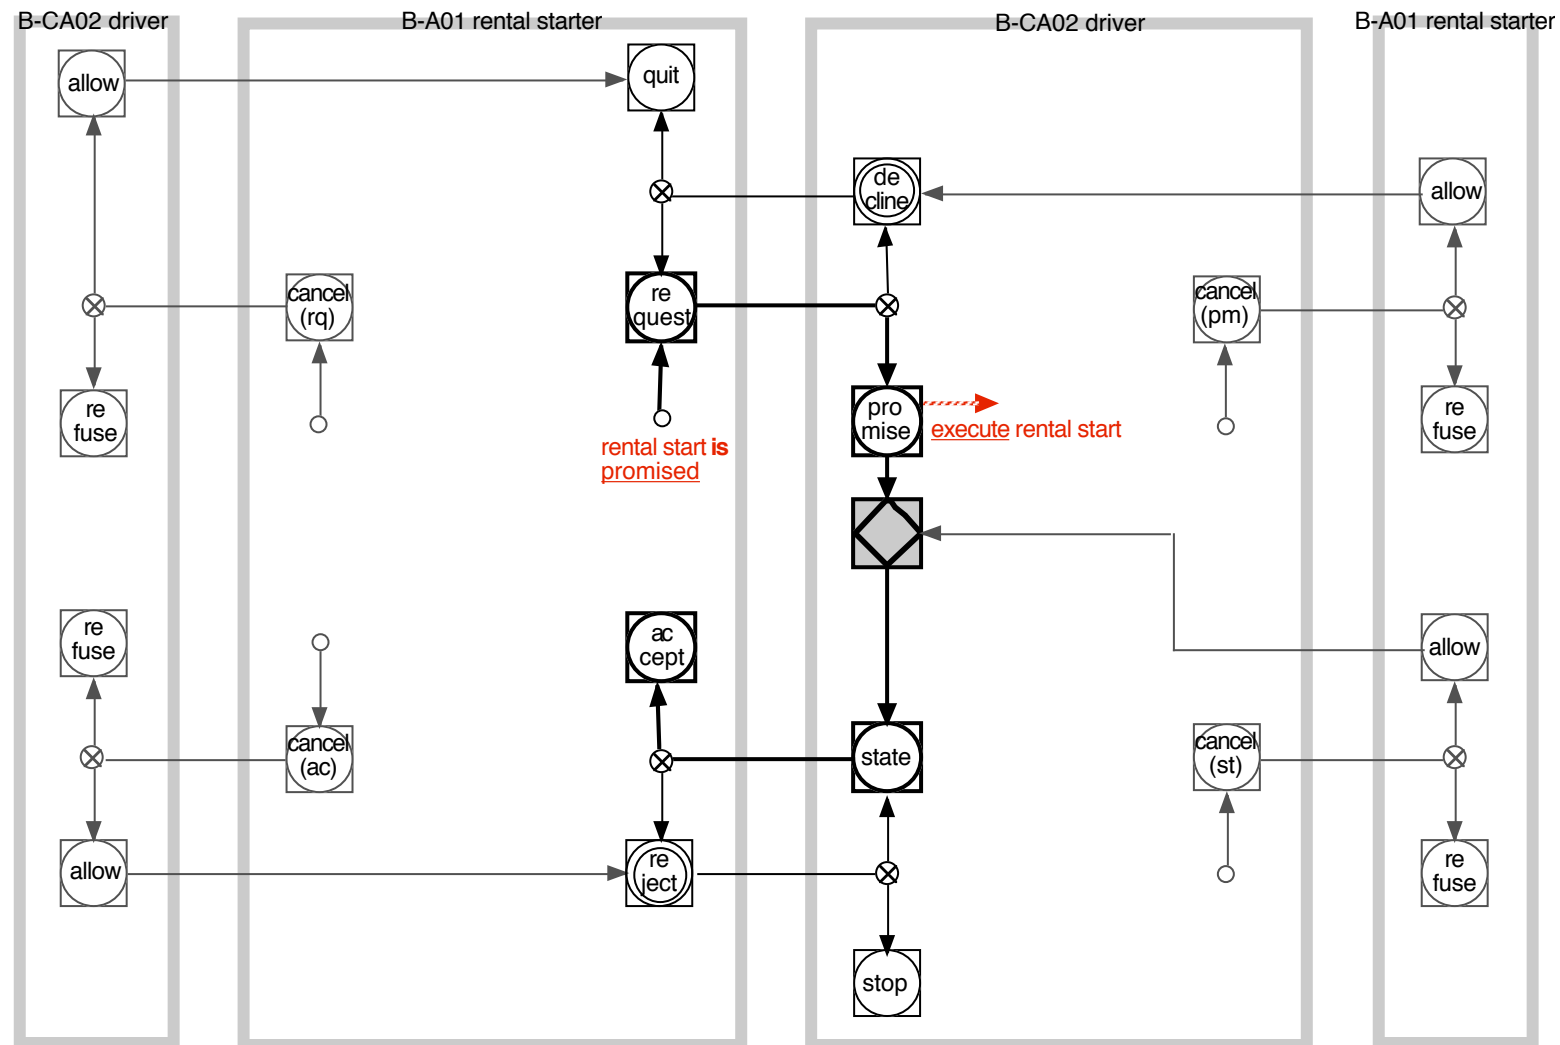 B-CA02 driver
B-A01 rental starter
B-CA02 driver
B-A01 rental starter
allow
quit
de
cline
allow
cancel
(rq)
re
quest
cancel
(pm)
re
fuse
pro
mise
re
fuse
execute rental start
rental start is
promised
re
fuse
ac
cept
allow
cancel
(ac)
state
cancel
(st)
allow
re
ject
re
fuse
stop